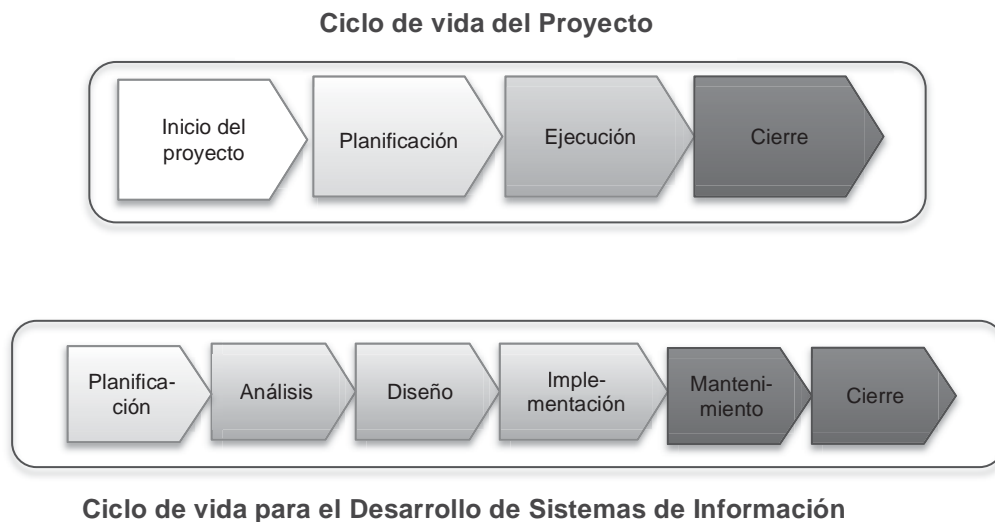 Ciclo de vida del Proyecto
Inicio del
proyecto
Planificación
Ejecución
Cierre
Planifica-
ción
Análisis
Diseño
Imple-
mentación
Manteni-
miento
Cierre
Ciclo de vida para el Desarrollo de Sistemas de Información